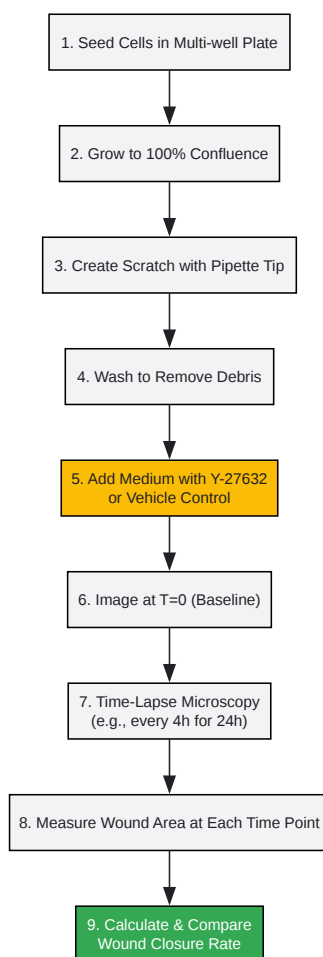 1. Seed Cells in Multi-well Plate
2. Grow to 100% Confluence
3. Create Scratch with Pipette Tip
4. Wash to Remove Debris
5. Add Medium with Y-27632
or Vehicle Control
6. Image at T=0 (Baseline)
7. Time-Lapse Microscopy
(e.g., every 4h for 24h)
8. Measure Wound Area at Each Time Point
9. Calculate & Compare
Wound Closure Rate